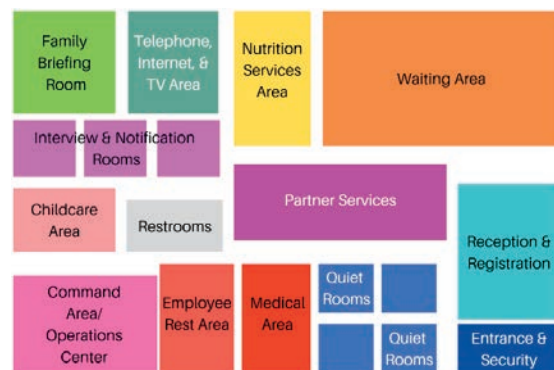 Family
Briefing
Room
Telephone,
Internet, &
TV Area
Nutrition
Services
Area
Waiting Area
Interview & Notification
Rooms
Partner Services
Childcare
Area
Restrooms
Reception &
Registration
Command
Area/
Operations
Center
Employee
Rest Area
Medical
Area
Quiet
Rooms
Quiet
Rooms
Entrance &
Security